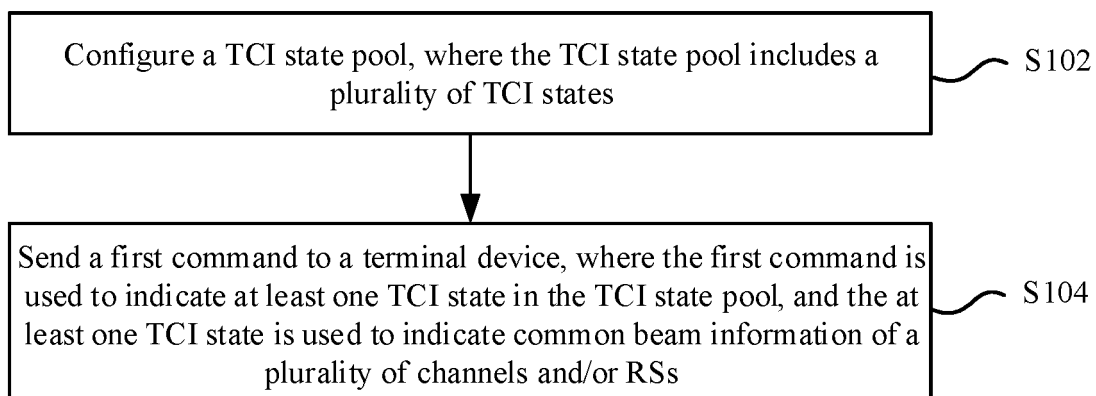 Configure a TCI state pool, where the TCI state pool includes a
plurality of TCI states
S102
Send a first command to a terminal device, where the first command is
used to indicate at least one TCI state in the TCI state pool, and the at
least one TCI state is used to indicate common beam information of a
plurality of channels and/or RSs
S104